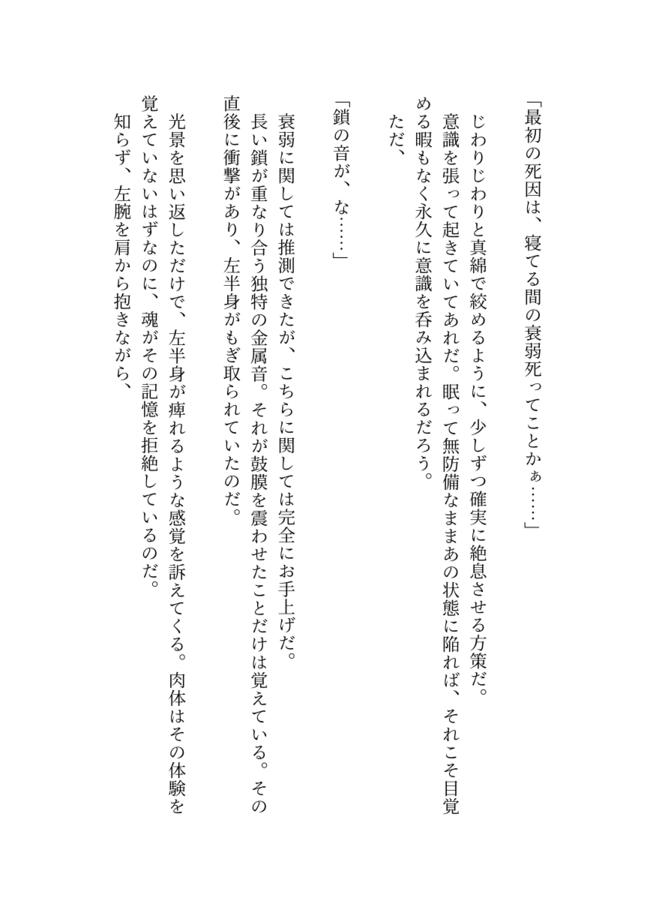 「最初の死因は、寝てる間の衰弱死ってことかぁ……」
じわりじわりと真綿で絞めるように、少しずつ確実に絶息させる方策だ。
意識を張って起きていてあれだ。眠って無防備なままあの状態に陥れば、それこそ目覚
める暇もなく永久に意識を呑み込まれるだろう。
ただ、
「鎖の音が、な……」
衰弱に関しては推測できたが、こちらに関しては完全にお手上げだ。
長い鎖が重なり合う独特の金属音。それが鼓膜を震わせたことだけは覚えている。その
直後に衝撃があり、左半身がもぎ取られていたのだ。
光景を思い返しただけで、左半身が痺れるような感覚を訴えてくる。肉体はその体験を
覚えていないはずなのに、魂がその記憶を拒絶しているのだ。
知らず、左腕を肩から抱きながら、